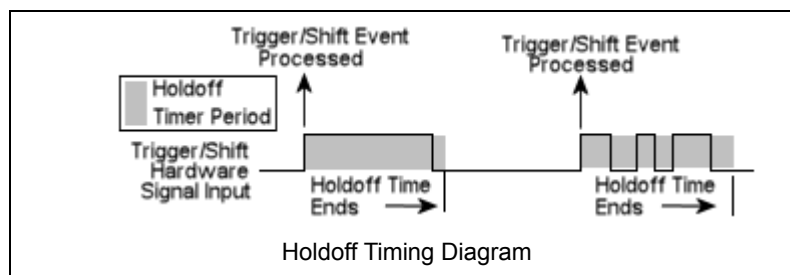 Trigger/Shift Event
Processed
Trigger/Shift Event
Processed
Holdoff
Timer Period
Trigger/Shift
Hardware
Signal Input
Holdoff Time
Ends
Holdoff Time
Ends
Holdoff Timing Diagram